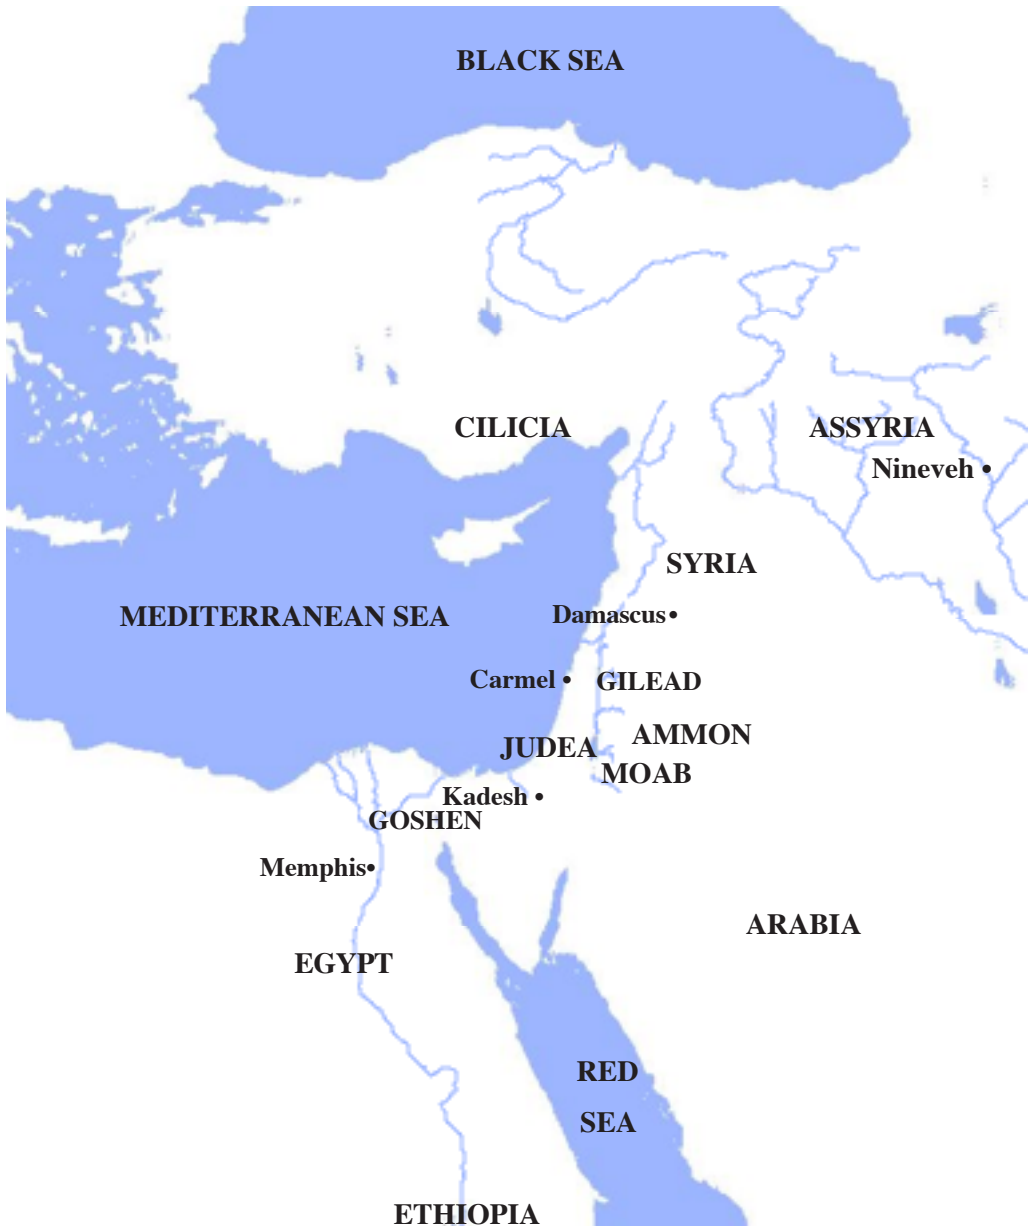 BLACK SEA
CILICIA
ASSYRIA
Nineveh •
SYRIA
MEDITERRANEAN SEA
Damascus •
Carmel •
GILEAD
AMMON
JUDEA
MOAB
Kadesh •
GOSHEN
Memphis•
ARABIA
EGYPT
RED
SEA
ETHIOPIA